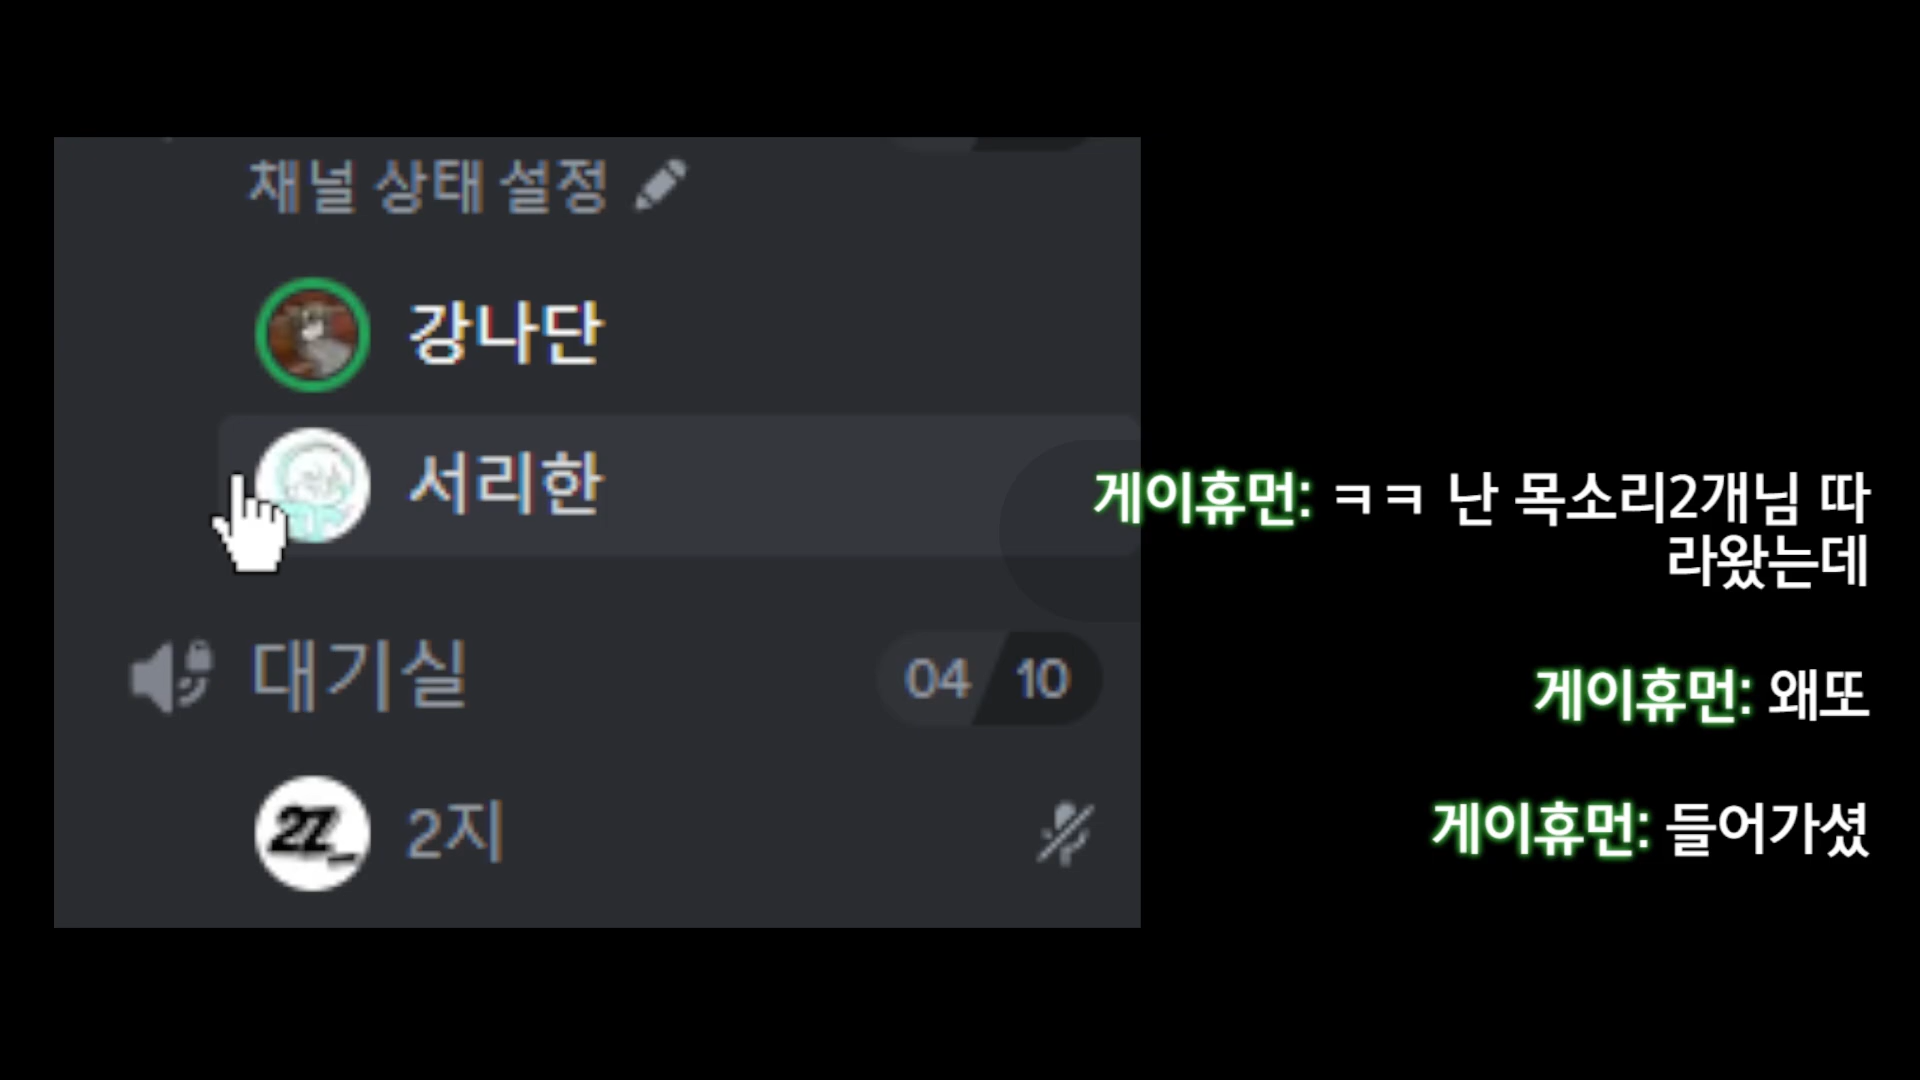 채널 상태 설정
강나단
서리한
대기실
04 10
2Z_
2지
게이휴먼: ㅋㅋ 난 목소리2개님 따
라왔는데
게이휴먼: 왜또
게이휴먼: 들어가셨